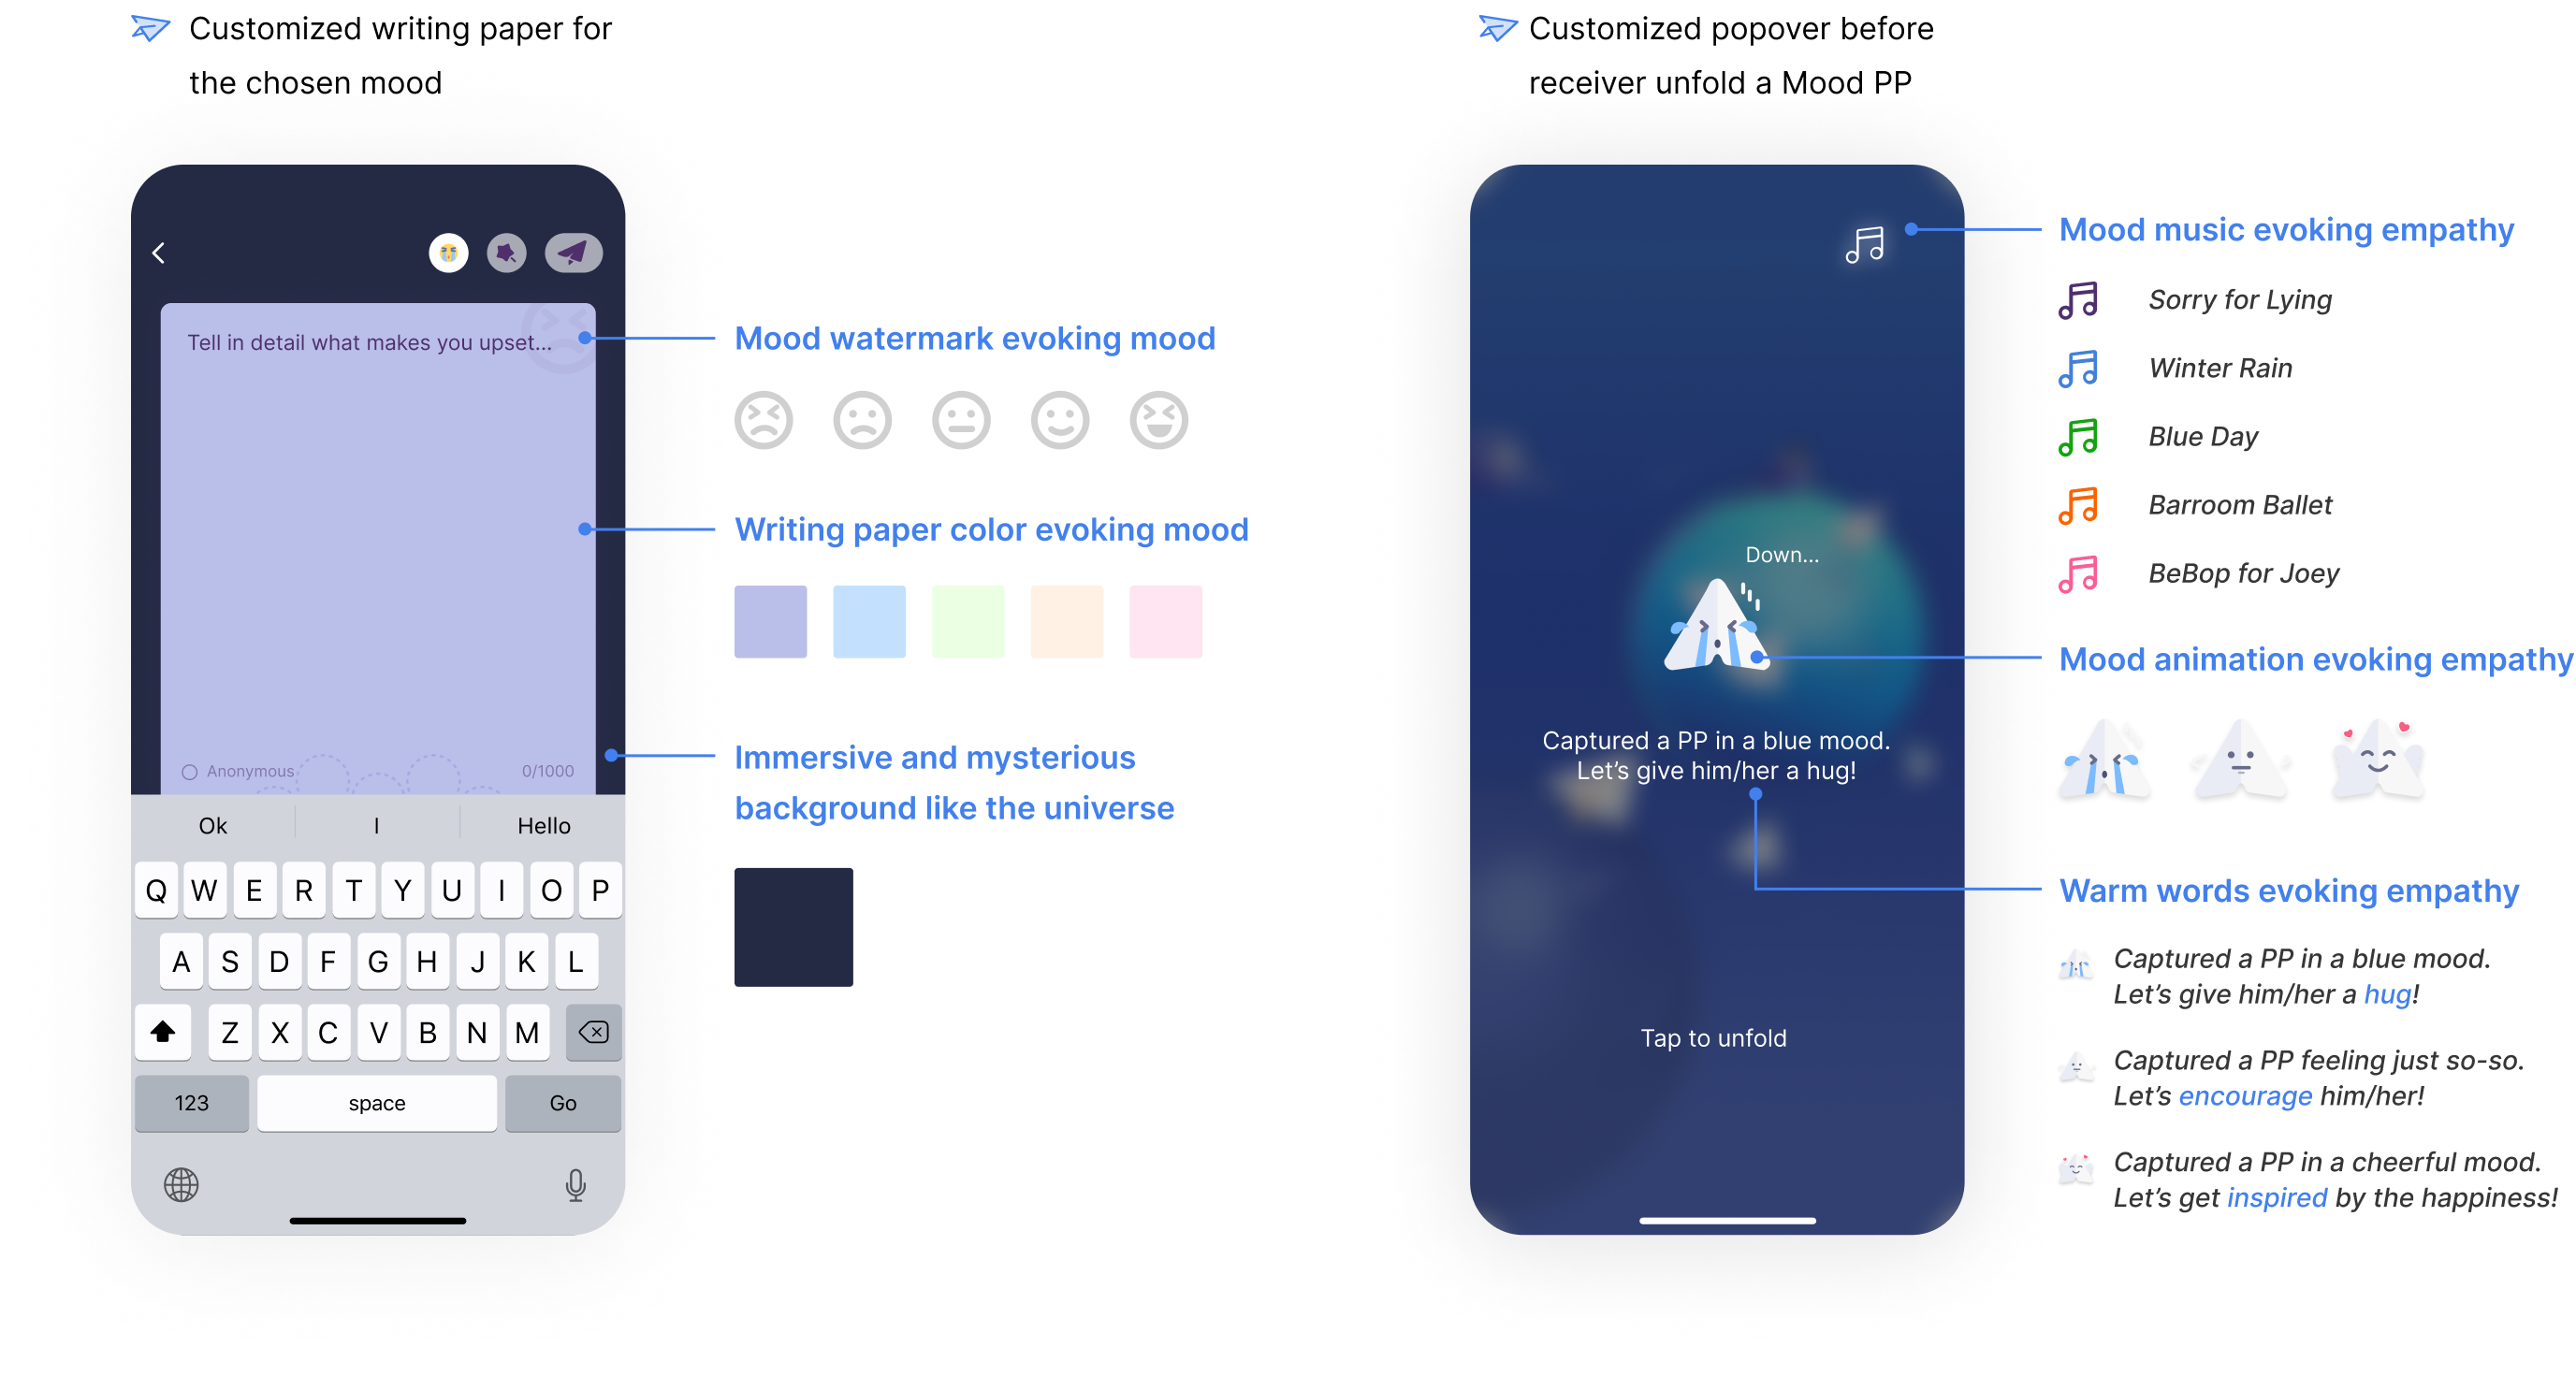 Customized writing paper for
the chosen mood
Tell in detail what makes you upset...
Anonymous
0/1000
Ok
I
Hello
Q W E R T Y U I O P
A S D F G H J K L
Z X C V B N M
123
space
Go
Mood watermark evoking mood
Writing paper color evoking mood
Immersive and mysterious
background like the universe
Customized popover before
receiver unfold a Mood PP
Down...
Captured a PP in a blue mood.
Let’s give him/her a hug!
Tap to unfold
Mood music evoking empathy
Sorry for Lying
Winter Rain
Blue Day
Barroom Ballet
BeBop for Joey
Mood animation evoking empathy
Warm words evoking empathy
Captured a PP in a blue mood.
Let’s give him/her a hug!
Captured a PP feeling just so-so.
Let’s encourage him/her!
Captured a PP in a cheerful mood.
Let’s get inspired by the happiness!